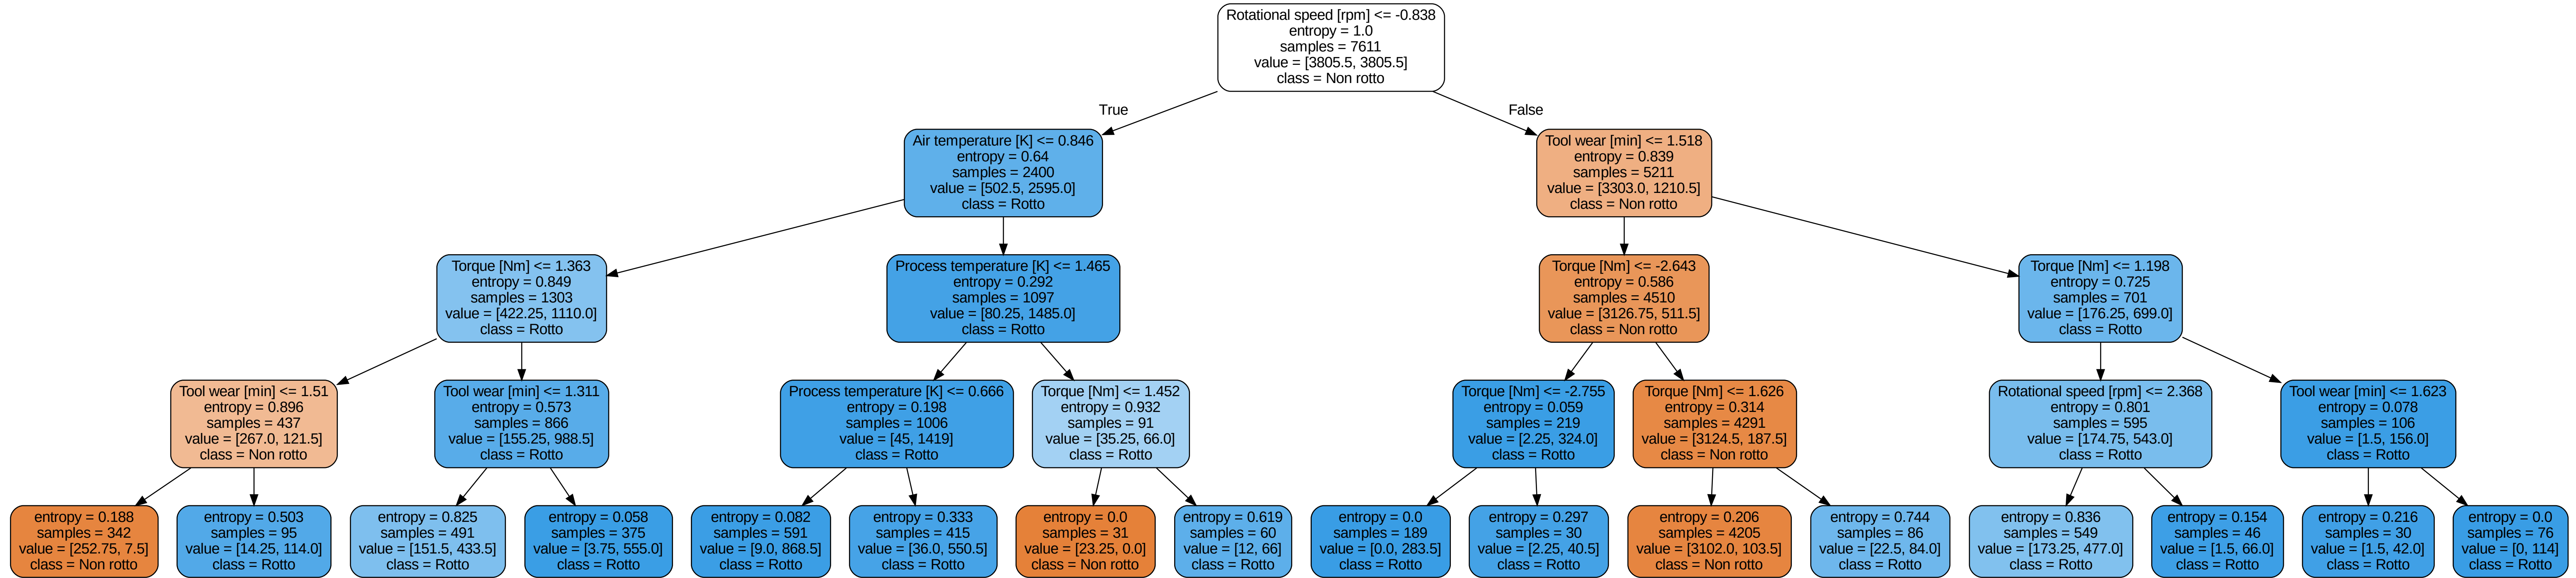 Rotational speed [rpm] <= -0.838
entropy = 1.0
samples = 7611
value = [3805.5, 3805.5]
class = Non rotto
True
False
Air temperature [K] <= 0.846
entropy = 0.64
samples = 2400
value = [502.5, 2595.0]
class = Rotto
Tool wear [min] <= 1.518
entropy = 0.839
samples = 5211
value = [3303.0, 1210.5]
class = Non rotto
Torque [Nm] <= 1.363
entropy = 0.849
samples = 1303
value = [422.25, 1110.0]
class = Rotto
Process temperature [K] <= 1.465
entropy = 0.292
samples = 1097
value = [80.25, 1485.0]
class = Rotto
Torque [Nm] <= -2.643
entropy = 0.586
samples = 4510
value = [3126.75, 511.5]
class = Non rotto
Torque [Nm] <= 1.198
entropy = 0.725
samples = 701
value = [176.25, 699.0]
class = Rotto
Tool wear [min] <= 1.51
entropy = 0.896
samples = 437
value = [267.0, 121.5]
class = Non rotto
Tool wear [min] <= 1.311
entropy = 0.573
samples = 866
value = [155.25, 988.5]
class = Rotto
Process temperature [K] <= 0.666
entropy = 0.198
samples = 1006
value = [45, 1419]
class = Rotto
Torque [Nm] <= 1.452
entropy = 0.932
samples = 91
value = [35.25, 66.0]
class = Rotto
Torque [Nm] <= -2.755
entropy = 0.059
samples = 219
value = [2.25, 324.0]
class = Rotto
Torque [Nm] <= 1.626
entropy = 0.314
samples = 4291
value = [3124.5, 187.5]
class = Non rotto
Rotational speed [rpm] <= 2.368
entropy = 0.801
samples = 595
value = [174.75, 543.0]
class = Rotto
Tool wear [min] <= 1.623
entropy = 0.078
samples = 106
value = [1.5, 156.0]
class = Rotto
entropy = 0.188
samples = 342
value = [252.75, 7.5]
class = Non rotto
entropy = 0.503
samples = 95
value = [14.25, 114.0]
class = Rotto
entropy = 0.825
samples = 491
value = [151.5, 433.5]
class = Rotto
entropy = 0.058
samples = 375
value = [3.75, 555.0]
class = Rotto
entropy = 0.082
samples = 591
value = [9.0, 868.5]
class = Rotto
entropy = 0.333
samples = 415
value = [36.0, 550.5]
class = Rotto
entropy = 0.0
samples = 31
value = [23.25, 0.0]
class = Non rotto
entropy = 0.619
samples = 60
value = [12, 66]
class = Rotto
entropy = 0.0
samples = 189
value = [0.0, 283.5]
class = Rotto
entropy = 0.297
samples = 30
value = [2.25, 40.5]
class = Rotto
entropy = 0.206
samples = 4205
value = [3102.0, 103.5]
class = Non rotto
entropy = 0.744
samples = 86
value = [22.5, 84.0]
class = Rotto
entropy = 0.836
samples = 549
value = [173.25, 477.0]
class = Rotto
entropy = 0.154
samples = 46
value = [1.5, 66.0]
class = Rotto
entropy = 0.216
samples = 30
value = [1.5, 42.0]
class = Rotto
entropy = 0.0
samples = 76
value = [0, 114]
class = Rotto